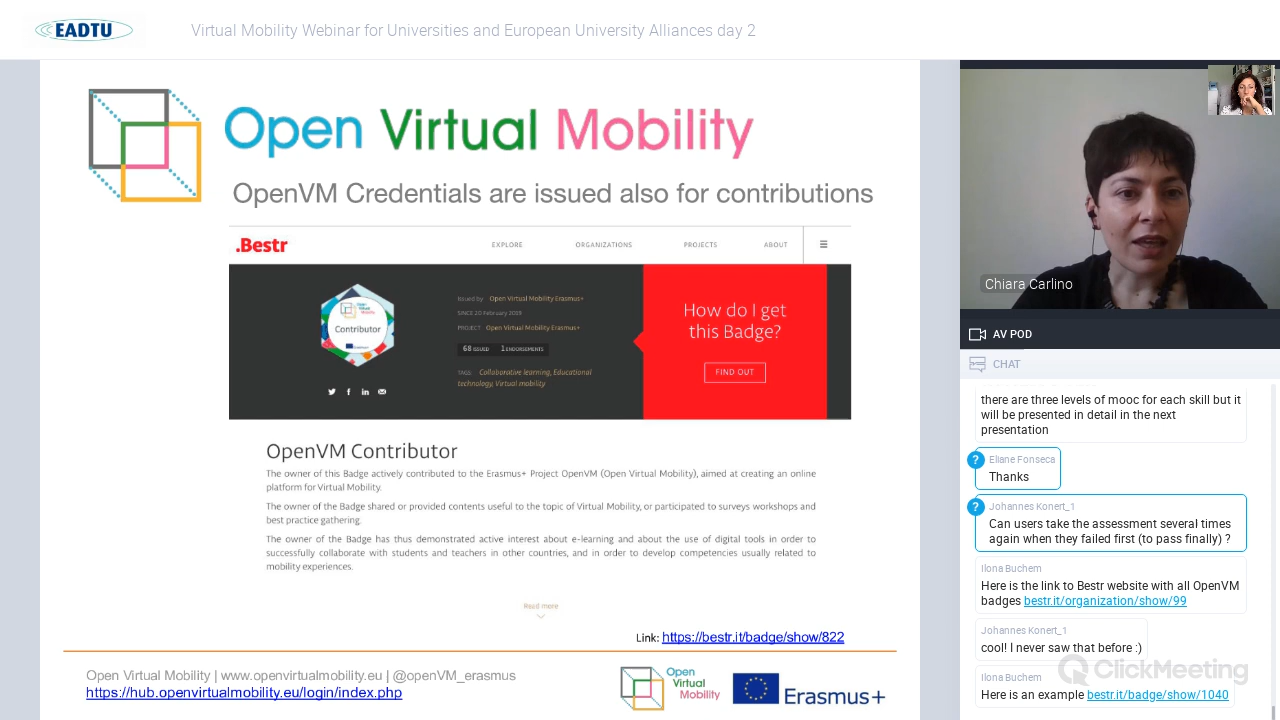 EADTU
Virtual Mobility Webinar for Universities and European University Alliances day 2
Open Virtual Mobility
OpenVM Credentials are issued also for contributions
.Bestr
EXPLORE
ORGANIZATIONS
PROJECTS
ABOUT
Contributor
Issued by Open Virtual Mobility Erasmus+
SINCE 20 February 2019
PROJECT Open Virtual Mobility Erasmus+
68 ISSUED 1 ENDORSEMENTS
TAGS: Collaborative learning, Educational
technology, Virtual mobility
How do I get
this Badge?
FIND OUT
OpenVM Contributor
The owner of this Badge actively contributed to the Erasmus+ Project OpenVM (Open Virtual Mobility), aimed at creating an online
platform for Virtual Mobility.
The owner of the Badge shared or provided contents useful to the topic of Virtual Mobility, or participated to surveys workshops and
best practice gathering.
The owner of the Badge has thus demonstrated active interest about e-learning and about the use of digital tools in order to
successfully collaborate with students and teachers in other countries, and in order to develop competencies usually related to
mobility experiences.
Read more
Link: https://bestr.it/badge/show/822
Open Virtual Mobility | www.openvirtualmobility.eu | @openVM_erasmus
https://hub.openvirtualmobility.eu/login/index.php
Open
Virtual
Mobility
Erasmus+
Chiara Carlino
AV POD
CHAT
there are three levels of mooc for each skill but it
will be presented in detail in the next
presentation
?
Eliane Fonseca
Thanks
?
Johannes Konert_1
Can users take the assessment several times
again when they failed first (to pass finally) ?
Ilona Buchem
Here is the link to Bestr website with all OpenVM
badges bestr.it/organization/show/99
Johannes Konert_1
cool! I never saw that before :)
ClickMeeting
Ilona Buchem
Here is an example bestr.it/badge/show/1040